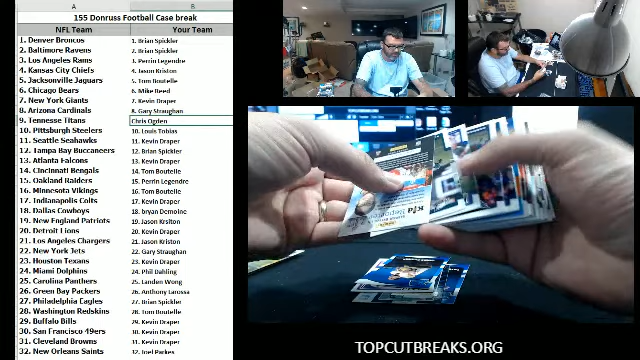 A B
155 Donruss Football Case break
NFL Team Your Team
1. Denver Broncos 1. Brian Spickler
2. Baltimore Ravens 2. Brian Spickler
3. Los Angeles Rams 3. Perrin Legendre
4. Kansas City Chiefs 4. Jason Kriston
5. Jacksonville Jaguars 5. Tom Boutelle
6. Chicago Bears 6. Mike Reed
7. New York Giants 7. Kevin Draper
8. Arizona Cardinals 8. Gary Straughan
9. Tennesse Titans Chris Ogden
10. Pittsburgh Steelers 10. Louis Tobias
11. Seattle Seahawks 11. Kevin Draper
12. Tampa Bay Buccaneers 12. Brian Spickler
13. Atlanta Falcons 13. Kevin Draper
14. Cincinnati Bengals 14. Tom Boutelle
15. Oakland Raiders 15. Perrin Legendre
16. Minnesota Vikings 16. Tom Boutelle
17. Indianapolis Colts 17. Kevin Draper
18. Dallas Cowboys 18. bryan Demoine
19. New England Patriots 19. Jason Kriston
20. Detroit Lions 20. Kevin Draper
21. Los Angeles Chargers 21. Jason Kriston
22. New York Jets 22. Gary Straughan
23. Houston Texans 23. Kevin Draper
24. Miami Dolphins 24. Phil Dahling
25. Carolina Panthers 25. Landen Wong
26. Green Bay Packers 26. Anthony Larossa
27. Philadelphia Eagles 27. Brian Spickler
28. Washington Redskins 28. Tom Boutelle
29. Buffalo Bills 29. Kevin Draper
30. San Francisco 49ers 30. Kevin Draper
31. Cleveland Browns 31. Kevin Draper
32. New Orleans Saints 32. Joel Parkes
TOPCUTBREAKS.ORG